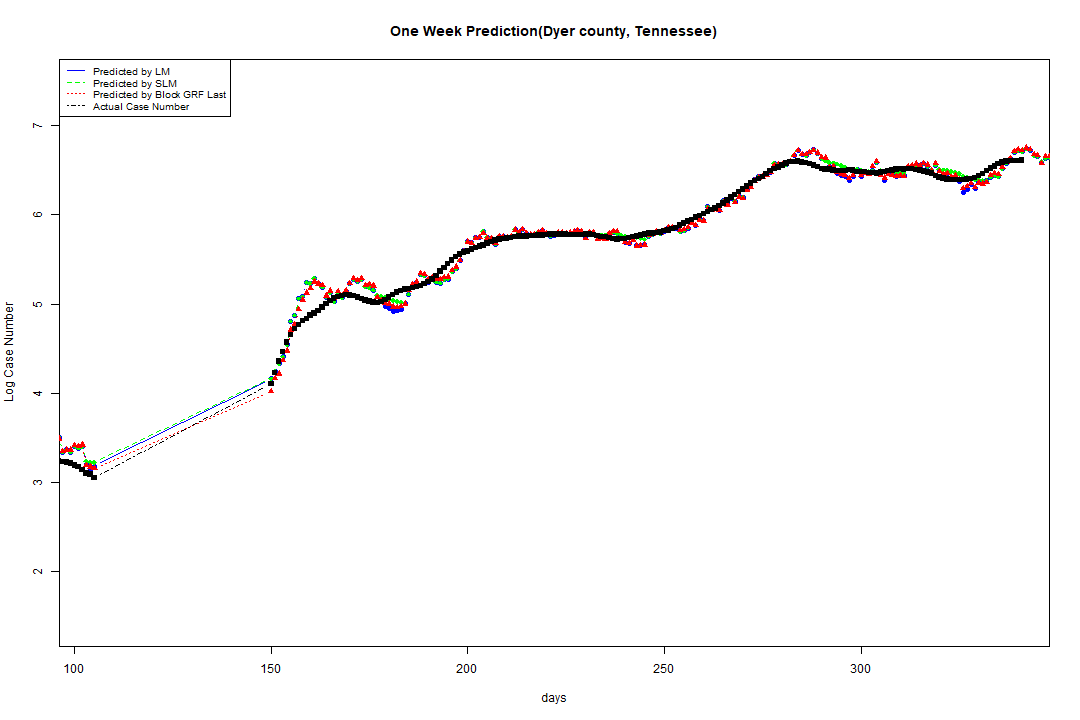 One Week Prediction(Dyer county, Tennessee)
Predicted by LM
Predicted by SLM
Predicted by Block GRF Last
Actual Case Number
7
6
5
4
3
2
Log Case Number
100 150 200 250 300
days